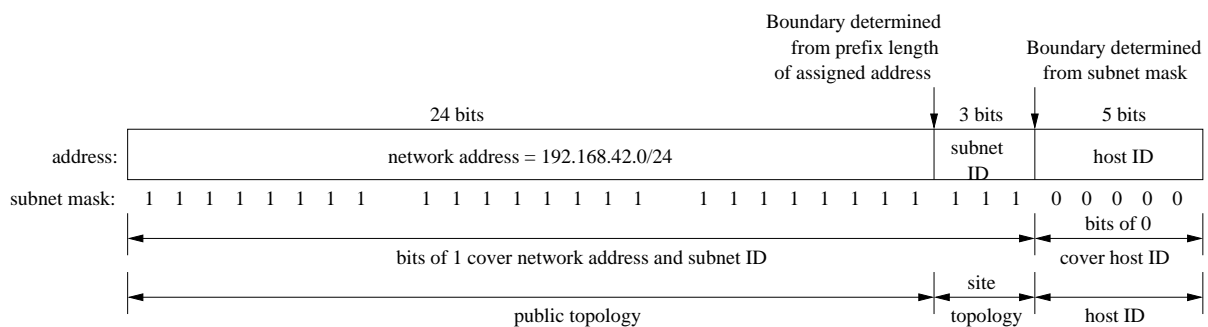 Boundary determined
from prefix length
of assigned address
Boundary determined
from subnet mask
24 bits
3 bits
5 bits
address:
network address = 192.168.42.0/24
subnet
ID
host ID
subnet mask:
1 1 1 1 1 1 1 1 1 1 1 1 1 1 1 1 1 1 1 1 1 1 1 1 1 1 1 0 0 0 0 0
bits of 0
bits of 1 cover network address and subnet ID
cover host ID
site
public topology
topology
host ID